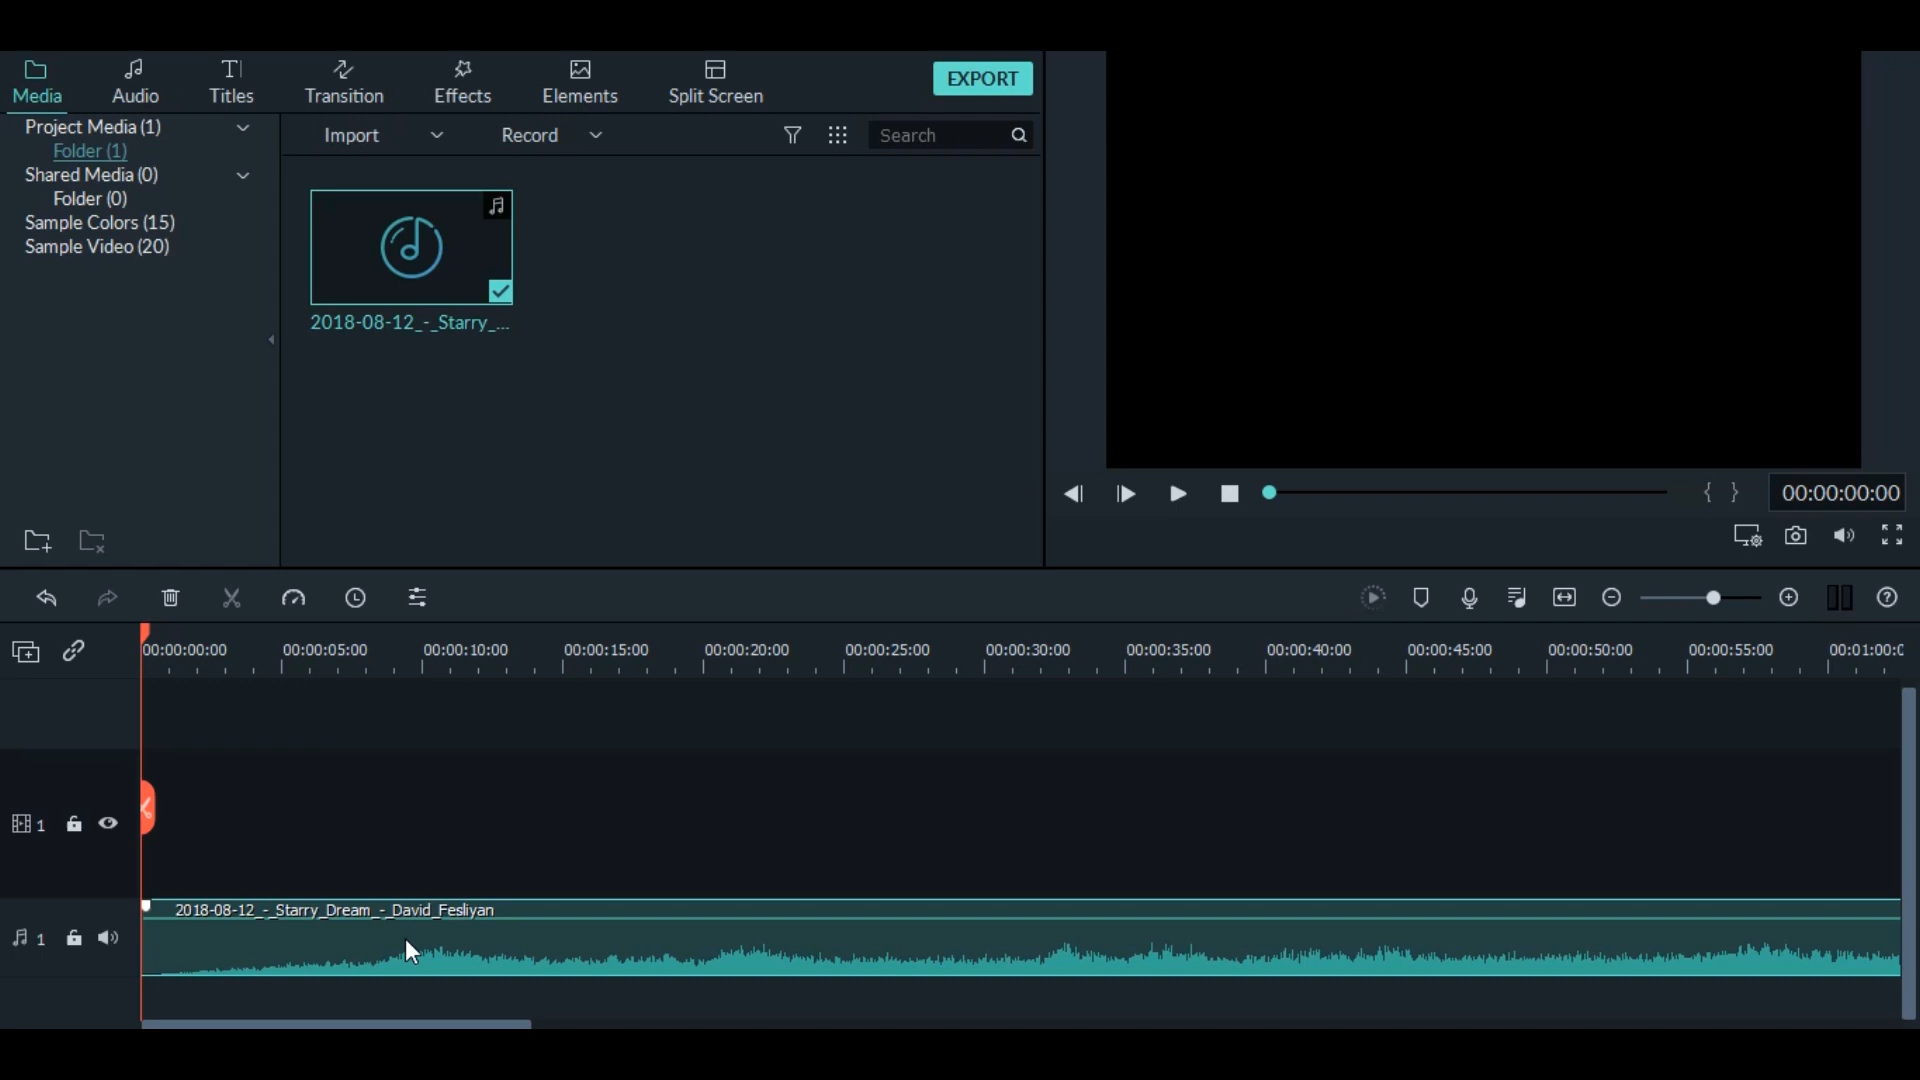 Media
Audio
Titles
Transition
Effects
Elements
Split Screen
EXPORT
Project Media (1)
Folder (1)
Shared Media (0)
Folder (0)
Sample Colors (15)
Sample Video (20)
Import
Record
Search
2018-08-12_-_Starry_...
00:00:00:00
00:00:00:00 00:00:05:00 00:00:10:00 00:00:15:00 00:00:20:00 00:00:25:00 00:00:30:00 00:00:35:00 00:00:40:00 00:00:45:00 00:00:50:00 00:00:55:00 00:01:00:0
1
2018-08-12_-_Starry_Dream_-_David_Fesliyan
1